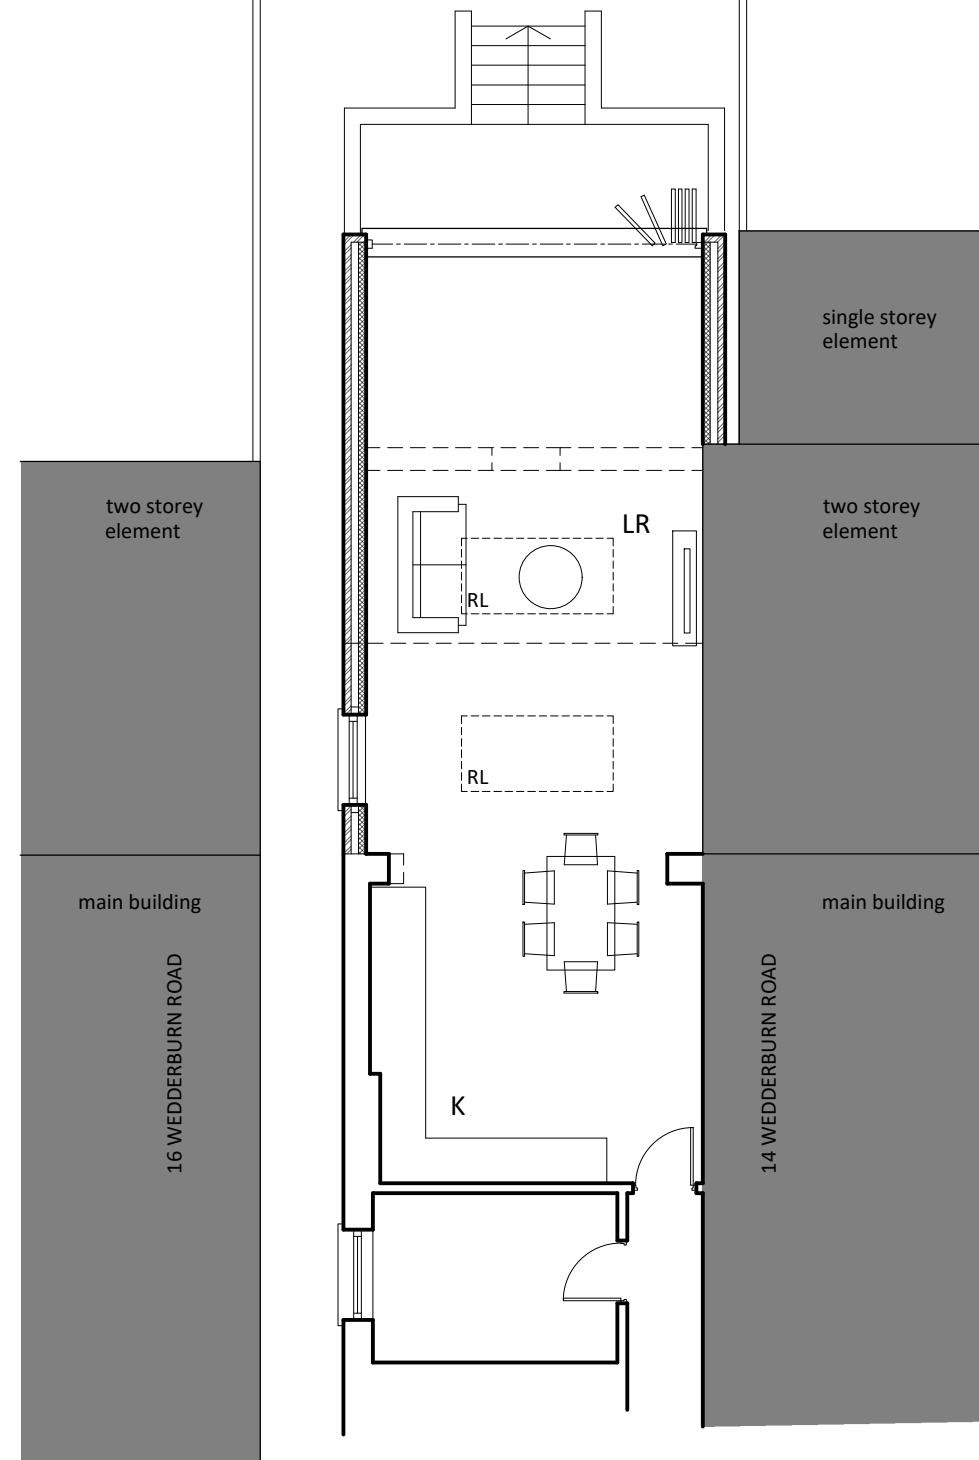 single storey
element
two storey
element
two storey
element
LR
RL
RL
main building
main building
16 WEDDERBURN ROAD
14 WEDDERBURN ROAD
K